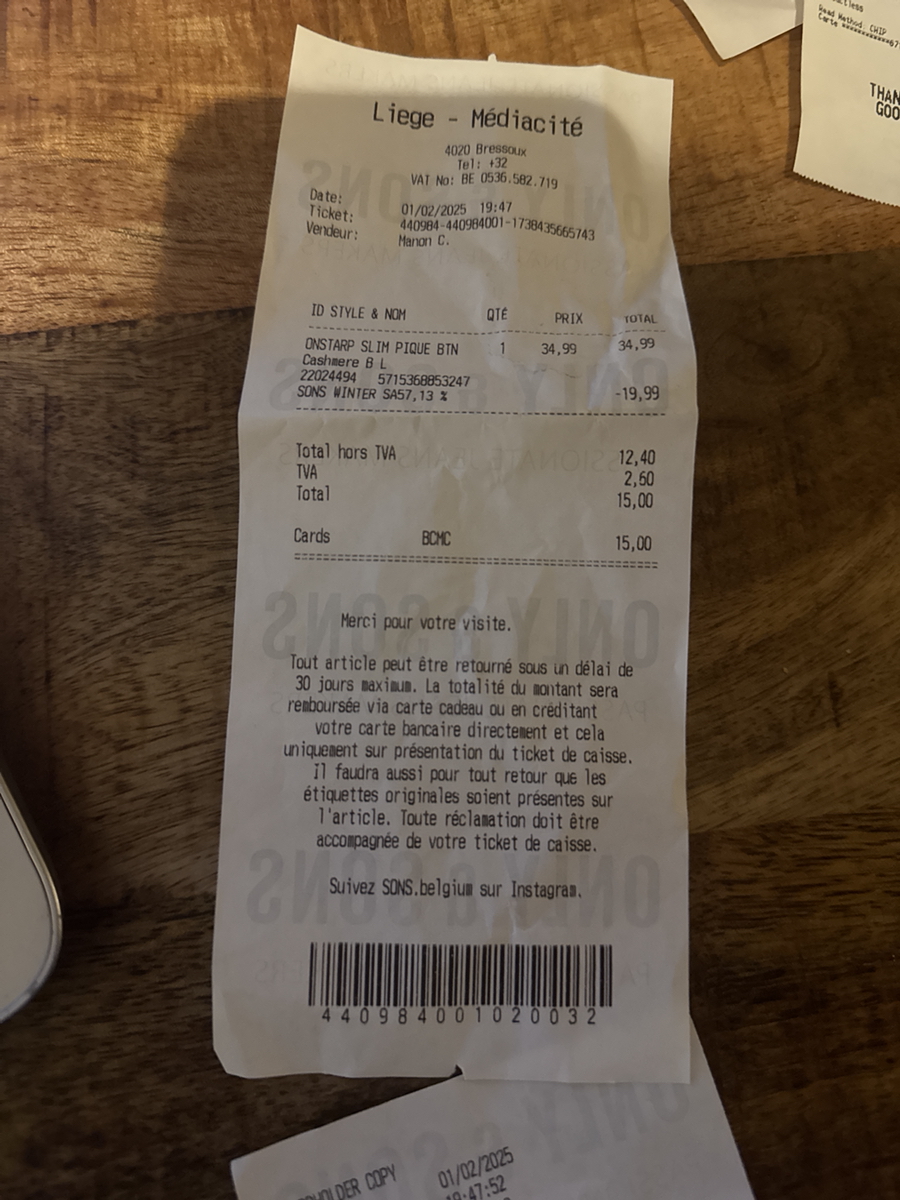 Liege - Médiacité
4020 Bressoux
Tel: +32
VAT No: BE 0536.582.719
Date: 01/02/2025 19:47
Ticket: 440984-440984001-1738435665743
Vendeur: Manon C.
ID STYLE & NOM QTÉ PRIX TOTAL
ONSTARP SLIM PIQUE BTN 1 34,99 34,99
Cashmere B L
22024494 5715368853247
SONS WINTER SA57,13 % -19,99
Total hors TVA 12,40
TVA 2,60
Total 15,00
Cards BCMC 15,00
Merci pour votre visite.
Tout article peut être retourné sous un délai de
30 jours maximum. La totalité du montant sera
remboursée via carte cadeau ou en créditant
votre carte bancaire directement et cela
uniquement sur présentation du ticket de caisse.
Il faudra aussi pour tout retour que les
étiquettes originales soient présentes sur
l'article. Toute réclamation doit être
accompagnée de votre ticket de caisse.
Suivez SONS.belgium sur Instagram.
440984001020032
Read Method: CHIP
Carte
THAN
GOO
HOLDER COPY 01/02/2025
:47:52